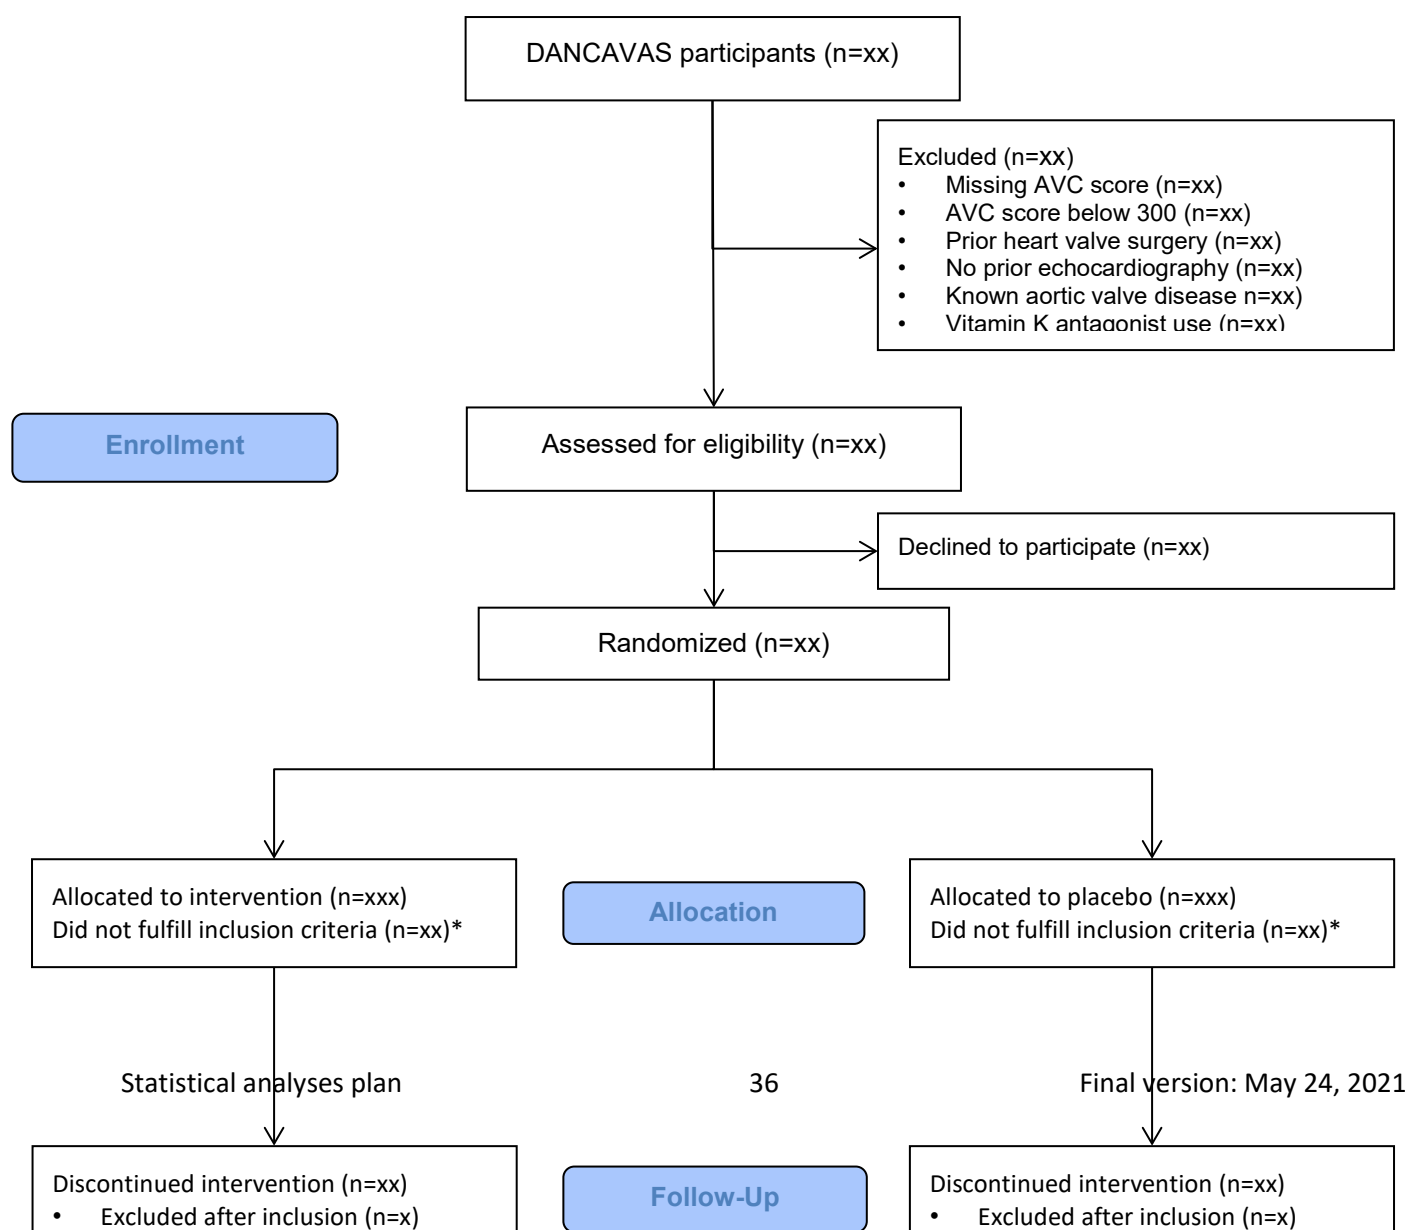 DANCAVAS participants (n=xx)
Excluded (n=xx)
• Missing AVC score (n=xx)
• AVC score below 300 (n=xx)
• Prior heart valve surgery (n=xx)
• No prior echocardiography (n=xx)
• Known aortic valve disease n=xx)
• Vitamin K antagonist use (n=xx)
Enrollment
Assessed for eligibility (n=xx)
Declined to participate (n=xx)
Randomized (n=xx)
Allocated to intervention (n=xxx)
Did not fulfill inclusion criteria (n=xx)*
Allocation
Allocated to placebo (n=xxx)
Did not fulfill inclusion criteria (n=xx)*
Statistical analyses plan 36 Final version: May 24, 2021
Discontinued intervention (n=xx)
• Excluded after inclusion (n=x)
Follow-Up
Discontinued intervention (n=xx)
• Excluded after inclusion (n=x)